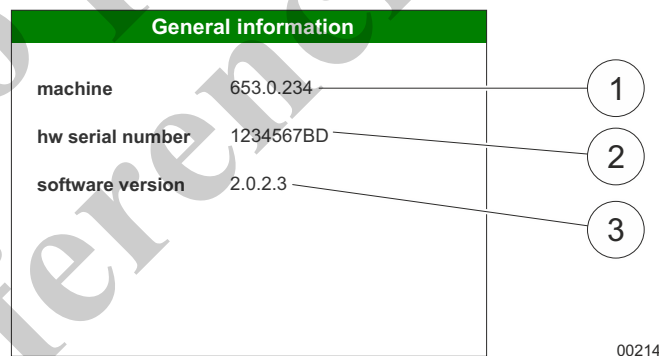 General information
machine 653.0.234
hw serial number 1234567BD
software version 2.0.2.3
1
2
3
00214